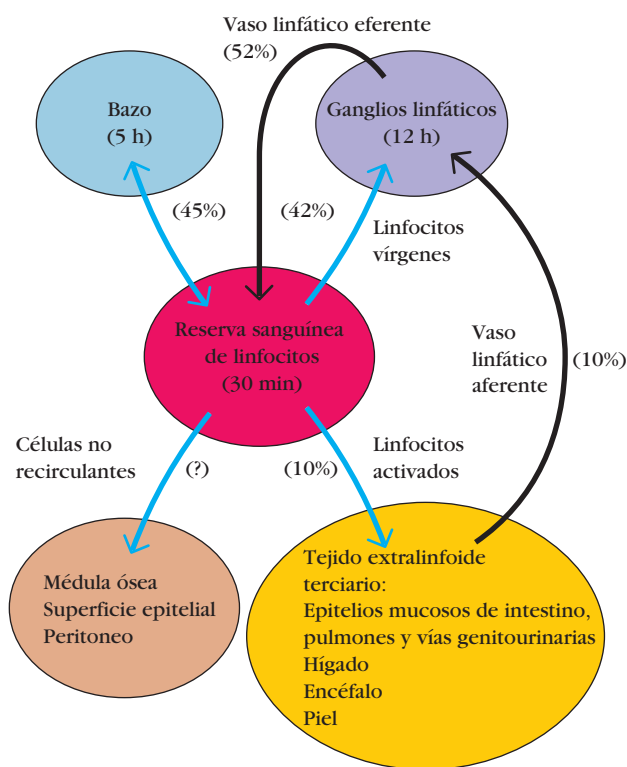 Vaso linfático eferente
(52%)
Bazo
(5 h)
Ganglios linfáticos
(12 h)
(45%)
(42%)
Linfocitos
vírgenes
Reserva sanguínea
de linfocitos
(30 min)
Vaso
linfático
aferente
(10%)
Células no
recirculantes
(?)
(10%)
Linfocitos
activados
Médula ósea
Superficie epitelial
Peritoneo
Tejido extralinfoide
terciario:
Epitelios mucosos de intestino,
pulmones y vías genitourinarias
Hígado
Encéfalo
Piel